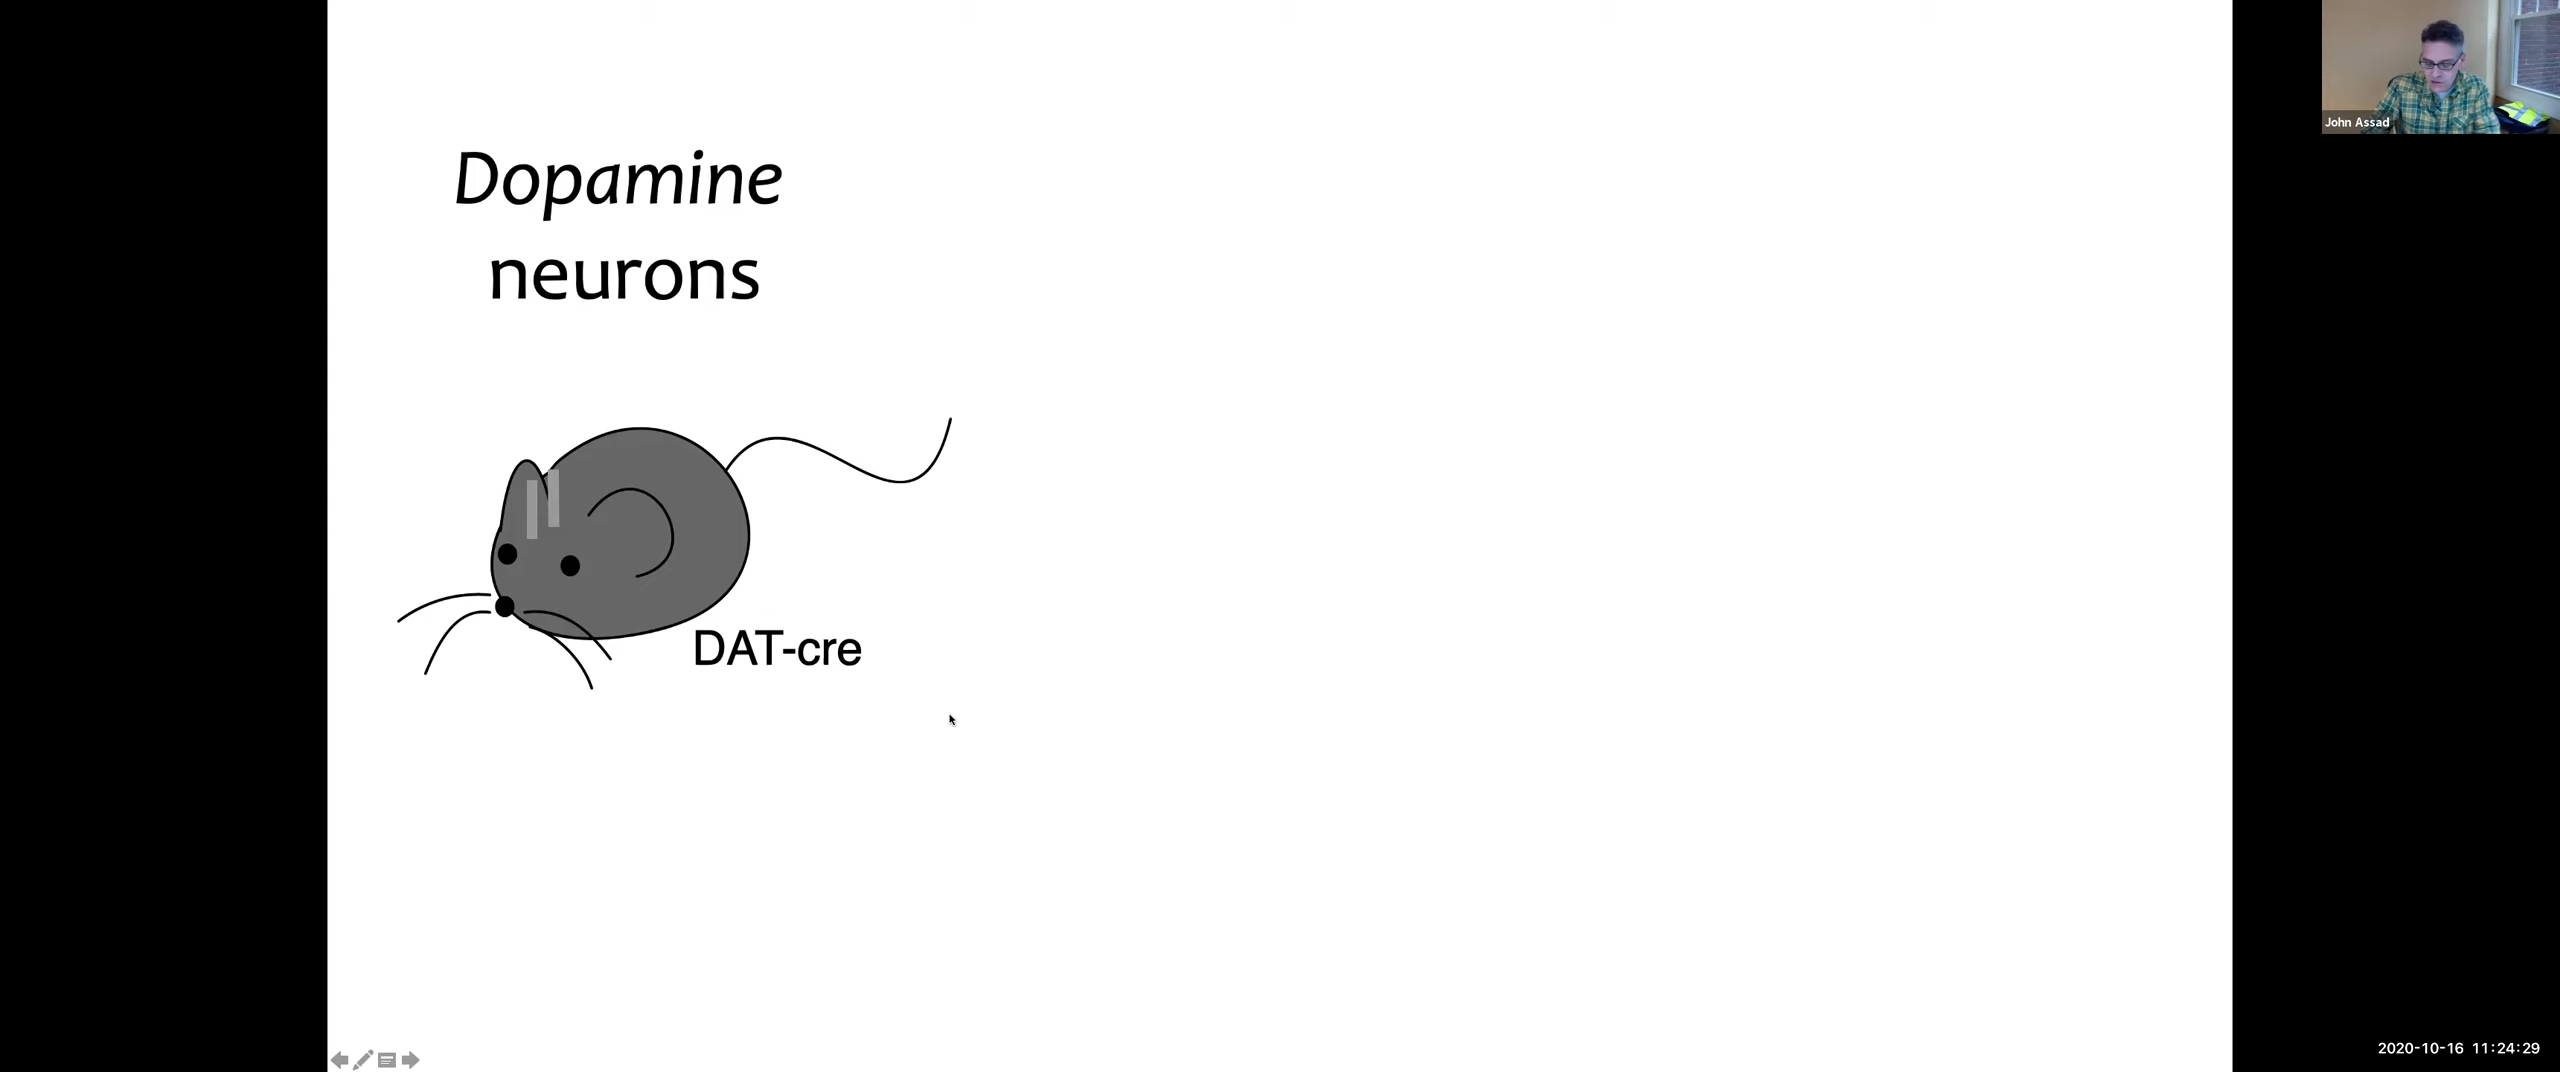 John Assad
Dopamine
neurons
DAT-cre
2020-10-16 11:24:29